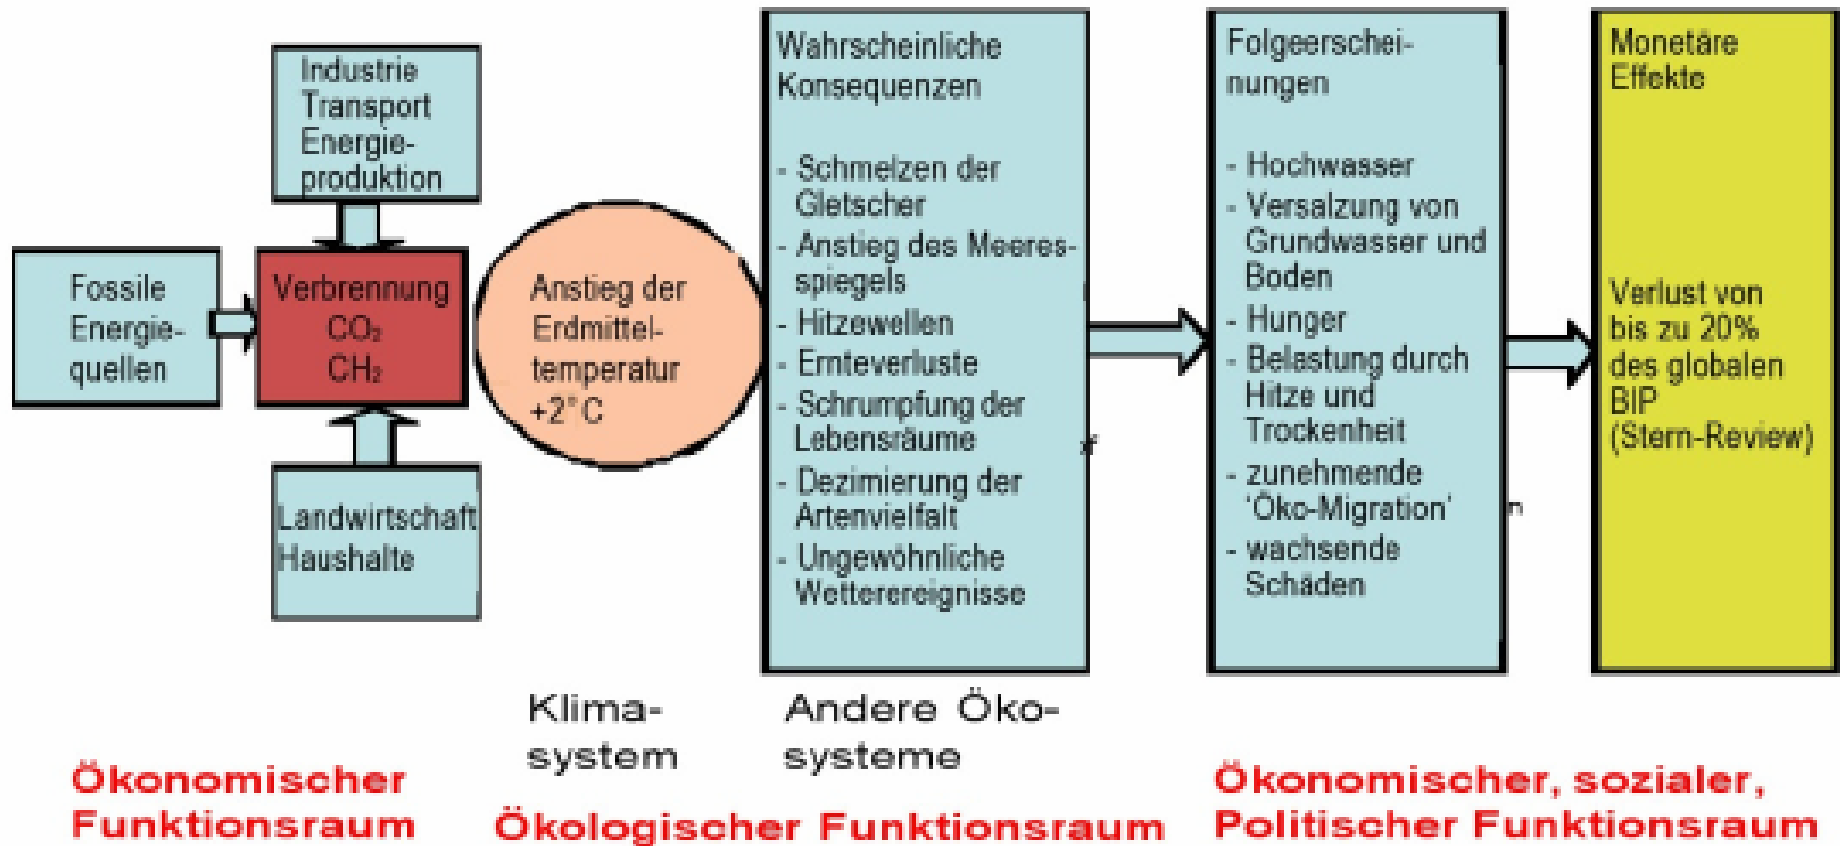 Industrie
Transport
Energie-
produktion
Fossile
Energie-
quellen
Verbrennung
CO₂
CH₂
Landwirtschaft
Haushalte
Anstieg der
Erdmittel-
temperatur
+2°C
Wahrscheinliche
Konsequenzen
- Schmelzen der
Gletscher
- Anstieg des Meeres-
spiegels
- Hitzewellen
- Ernteverluste
- Schrumpfung der
Lebensräume
- Dezimierung der
Artenvielfalt
- Ungewöhnliche
Wetterereignisse
Folgeerschei-
nungen
- Hochwasser
- Versalzung von
Grundwasser und
Boden
- Hunger
- Belastung durch
Hitze und
Trockenheit
- zunehmende
'Öko-Migration'
- wachsende
Schäden
Monetäre
Effekte
Verlust von
bis zu 20%
des globalen
BIP
(Stern-Review)
Klima-
system
Andere Öko-
systeme
Ökonomischer
Funktionsraum
Ökologischer Funktionsraum
Ökonomischer, sozialer,
Politischer Funktionsraum